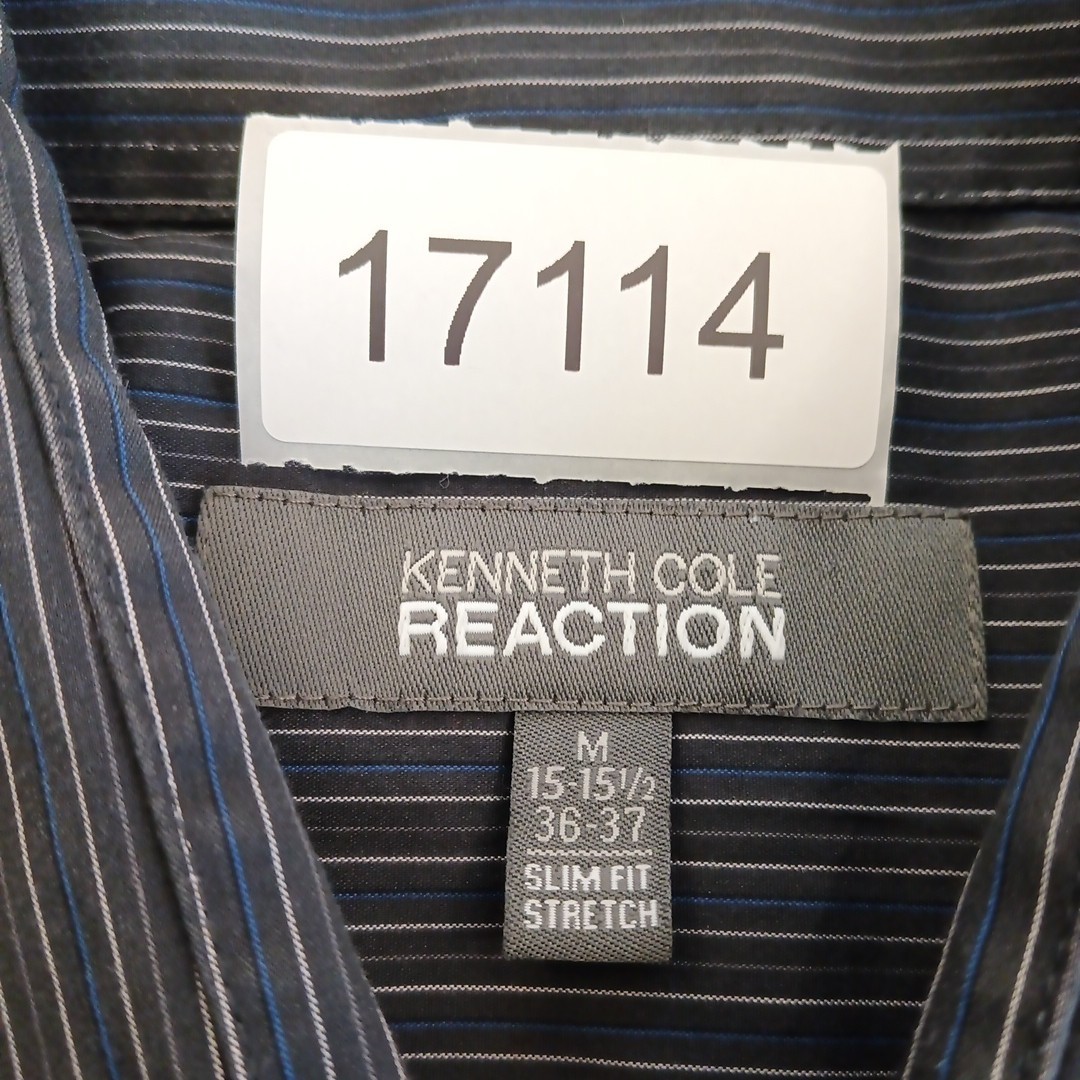 17114
KENNETH COLE
REACTION
M
15-15½
36-37
SLIM FIT
STRETCH